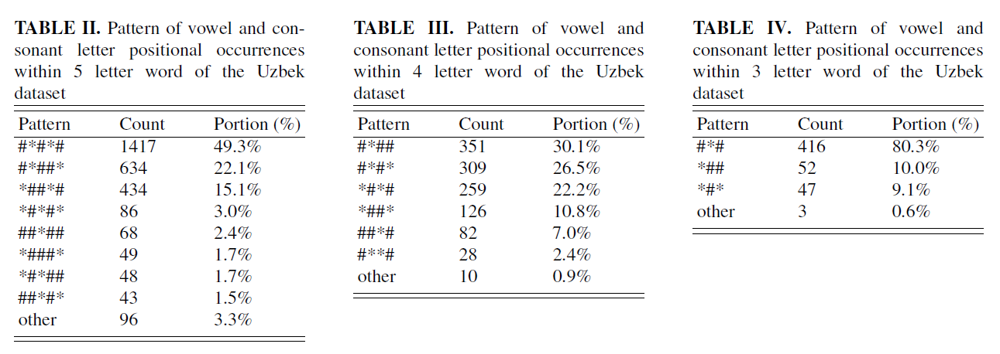 TABLE II. Pattern of vowel and con-
sonant letter positional occurrences
within 5 letter word of the Uzbek
dataset
Pattern Count Portion (%)
#*#*# 1417 49.3%
#*##* 634 22.1%
*##*# 434 15.1%
*#*#* 86 3.0%
##*## 68 2.4%
*###* 49 1.7%
*#*## 48 1.7%
##*#* 43 1.5%
other 96 3.3%
TABLE III. Pattern of vowel and
consonant letter positional occurrences
within 4 letter word of the Uzbek
dataset
Pattern Count Portion (%)
#*## 351 30.1%
#*#* 309 26.5%
*#*# 259 22.2%
*##* 126 10.8%
##*# 82 7.0%
#**# 28 2.4%
other 10 0.9%
TABLE IV. Pattern of vowel and
consonant letter positional occurrences
within 3 letter word of the Uzbek
dataset
Pattern Count Portion (%)
#*# 416 80.3%
*## 52 10.0%
*#* 47 9.1%
other 3 0.6%